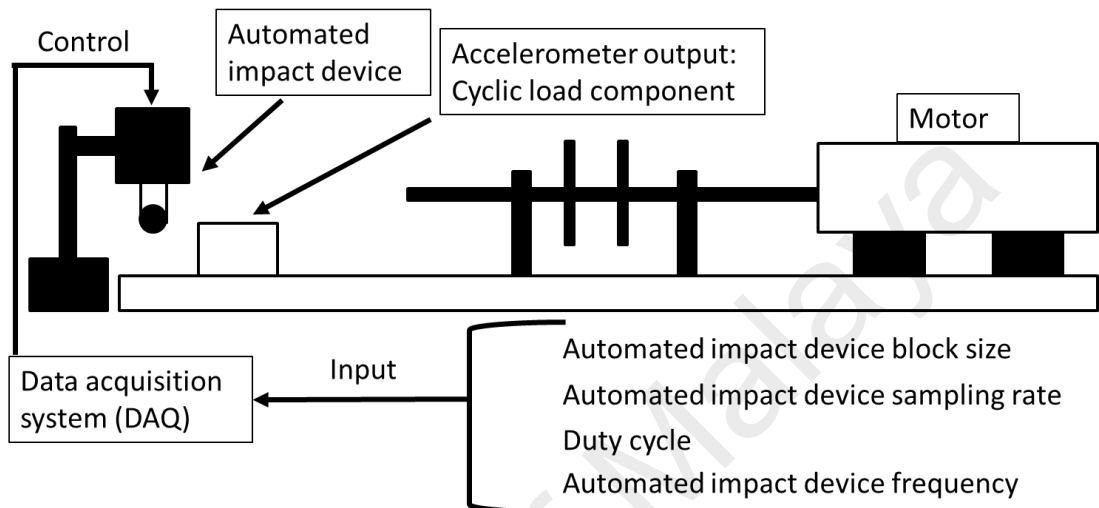 Control
Automated
impact device
Accelerometer output:
Cyclic load component
Motor
Data acquisition
system (DAQ)
Input
Automated impact device block size
Automated impact device sampling rate
Duty cycle
Automated impact device frequency
Malaya